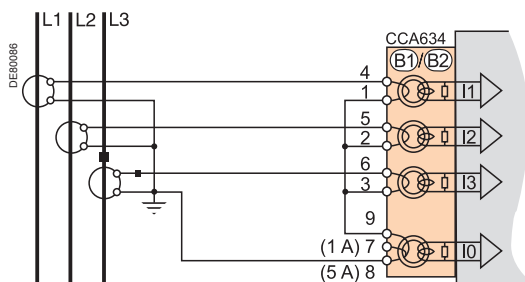 L1 L2 L3
DE80086
CCA634
B1 / B2
4
1
I1
5
2
I2
6
3
I3
9
(1 A) 7
(5 A) 8
I0